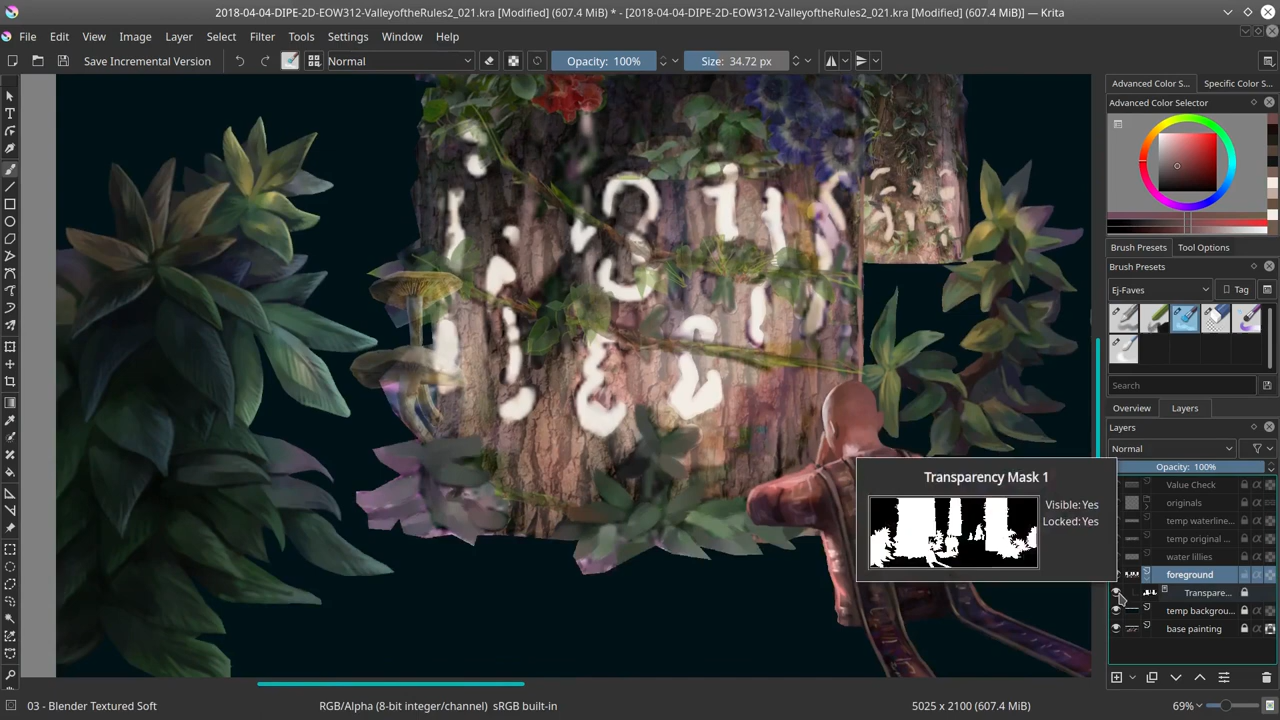 2018-04-04-DIPE-2D-EOW312-ValleyoftheRules2_021.kra [Modified] (607.4 MiB) * - [2018-04-04-DIPE-2D-EOW312-ValleyoftheRules2_021.kra [Modified] (607.4 MiB)] — Krita
File Edit View Image Layer Select Filter Tools Settings Window Help
Save Incremental Version Normal Opacity: 100% Size: 34.72 px
Advanced Color S... Specific Color S...
Advanced Color Selector
Brush Presets Tool Options
Brush Presets
Ej-Faves Tag
Search
Overview Layers
Layers
Normal
Opacity: 100%
Transparency Mask 1
Visible: Yes
Locked: Yes
Value Check
originals
temp waterline...
temp original ...
water lillies
foreground
Transpare...
temp backgrou...
base painting
03 - Blender Textured Soft RGB/Alpha (8-bit integer/channel) sRGB built-in 5025 x 2100 (607.4 MiB) 69%